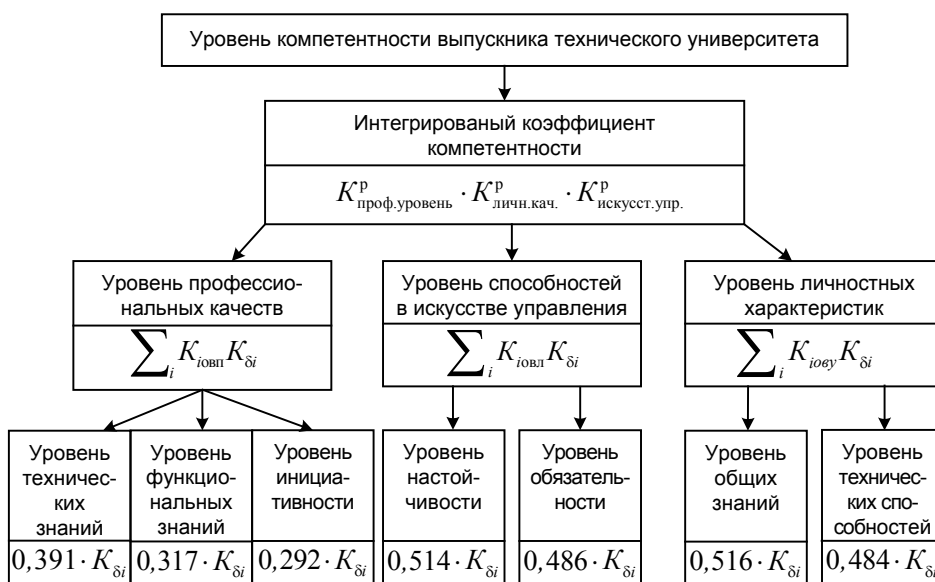 Уровень компетентности выпускника технического университета
Интегрированый коэффициент
компетентности
K^р_проф.уровень · K^р_личн.кач. · K^р_искусст.упр.
Уровень профессио-
нальных качеств
∑_i K_iовп K_δi
Уровень способностей
в искусстве управления
∑_i K_iовл K_δi
Уровень личностных
характеристик
∑_i K_iову K_δi
Уровень
техничес-
ких
знаний
0,391 · K_δi
Уровень
функцио-
нальных
знаний
0,317 · K_δi
Уровень
инициа-
тивности
0,292 · K_δi
Уровень
настой-
чивости
0,514 · K_δi
Уровень
обязатель-
ности
0,486 · K_δi
Уровень
общих
знаний
0,516 · K_δi
Уровень
техничес-
ких спо-
собностей
0,484 · K_δi